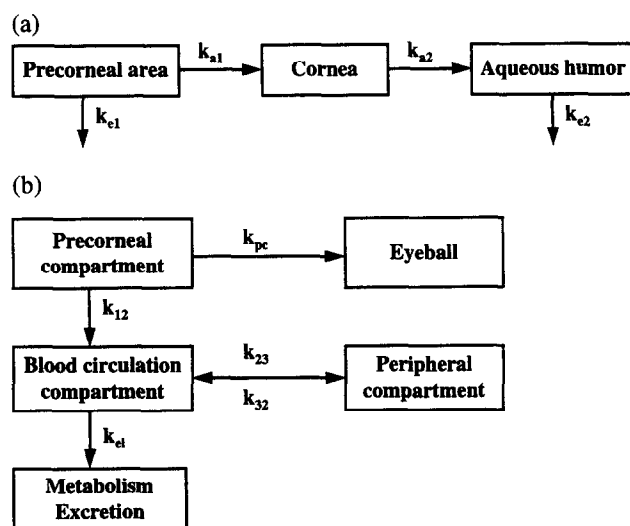 (a)
Precorneal area
ka1
Cornea
ka2
Aqueous humor
ke1
ke2
(b)
Precorneal
compartment
kpc
Eyeball
k12
Blood circulation
compartment
k23
k32
Peripheral
compartment
kel
Metabolism
Excretion